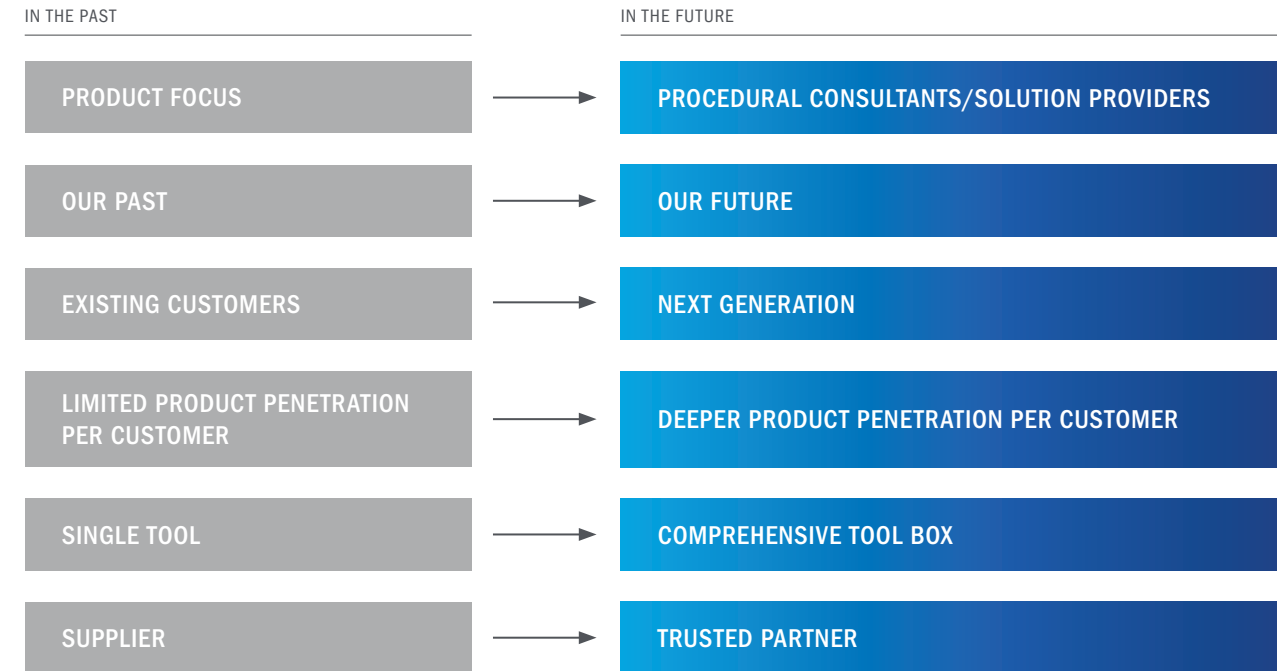 IN THE PAST
IN THE FUTURE
PRODUCT FOCUS
PROCEDURAL CONSULTANTS/SOLUTION PROVIDERS
OUR PAST
OUR FUTURE
EXISTING CUSTOMERS
NEXT GENERATION
LIMITED PRODUCT PENETRATION
PER CUSTOMER
DEEPER PRODUCT PENETRATION PER CUSTOMER
SINGLE TOOL
COMPREHENSIVE TOOL BOX
SUPPLIER
TRUSTED PARTNER